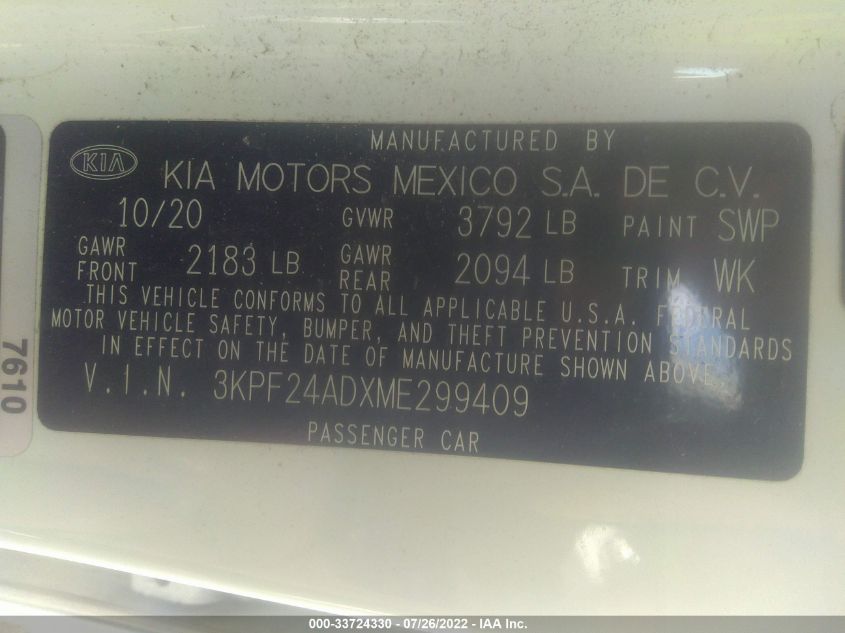 MANUFACTURED BY
KIA KIA MOTORS MEXICO S.A. DE C.V.
10/20 GVWR 3792 LB PAINT SWP
GAWR FRONT 2183 LB GAWR REAR 2094 LB TRIM WK
THIS VEHICLE CONFORMS TO ALL APPLICABLE U.S.A. FEDERAL
MOTOR VEHICLE SAFETY, BUMPER, AND THEFT PREVENTION STANDARDS
IN EFFECT ON THE DATE OF MANUFACTURE SHOWN ABOVE.
V.I.N. 3KPF24ADXME299409
PASSENGER CAR
7610
000-33724330 - 07/26/2022 - IAA Inc.